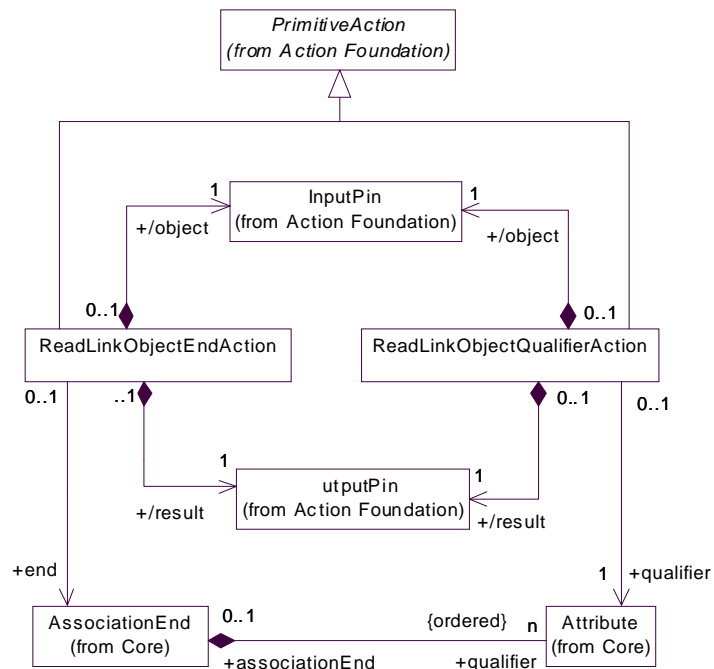 PrimitiveAction
(from Action Foundation)
1
InputPin
(from Action Foundation)
1
+/object
+/object
0..1
0..1
ReadLinkObjectEndAction
ReadLinkObjectQualifierAction
0..1
..1
0..1
0..1
1
utputPin
(from Action Foundation)
1
+/result
+/result
+end
1
+qualifier
AssociationEnd
(from Core)
0..1
{ordered}
n
Attribute
(from Core)
+associationEnd
+qualifier